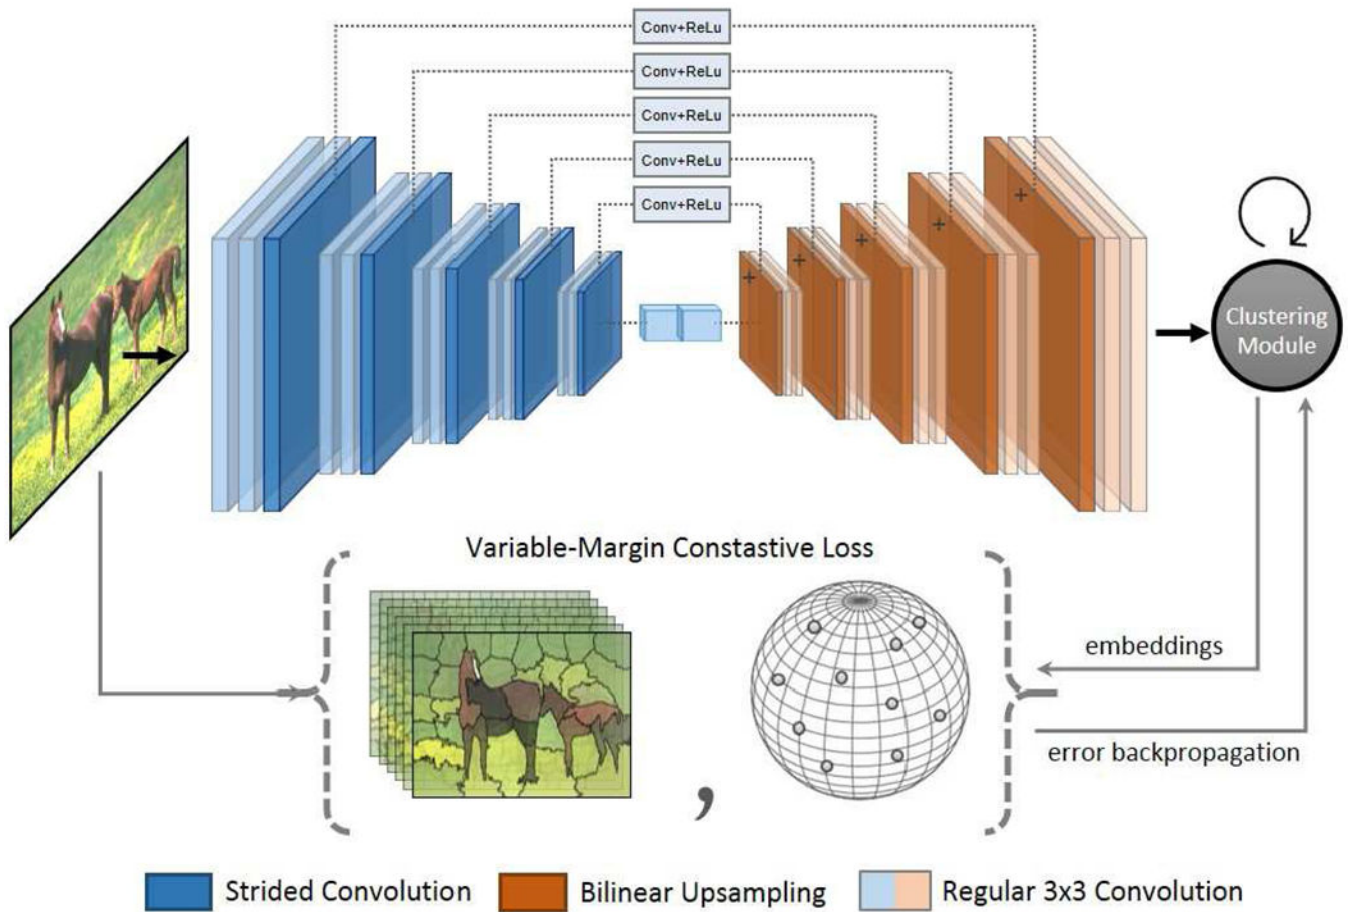 Conv+ReLu
Conv+ReLu
Conv+ReLu
Conv+ReLu
Conv+ReLu
+
+
+
+
+
Clustering
Module
Variable-Margin Constastive Loss
,
embeddings
error backpropagation
Strided Convolution
Bilinear Upsampling
Regular 3x3 Convolution